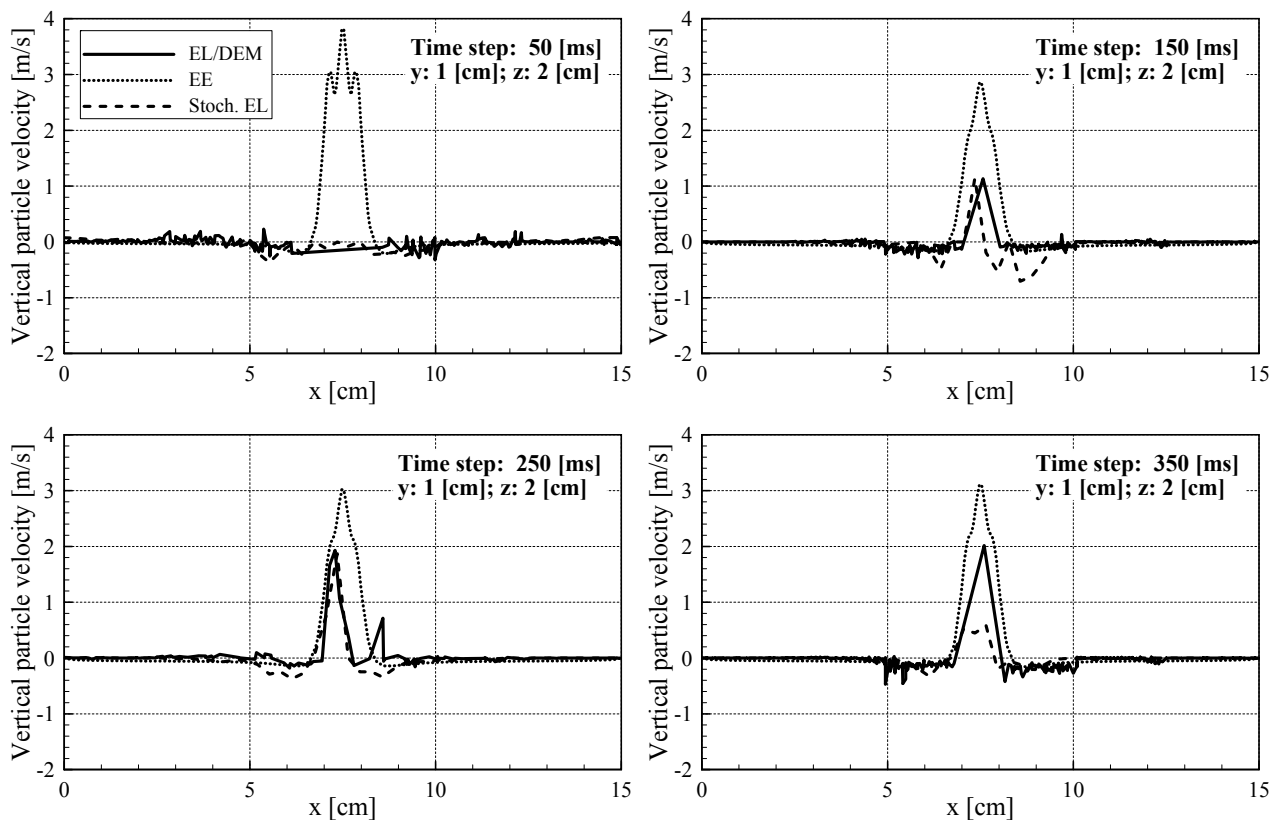 Vertical particle velocity [m/s]
4
3
2
1
0
-1
-2
EL/DEM
EE
Stoch. EL
Time step: 50 [ms]
y: 1 [cm]; z: 2 [cm]
0
5
10
15
x [cm]
Vertical particle velocity [m/s]
4
3
2
1
0
-1
-2
Time step: 150 [ms]
y: 1 [cm]; z: 2 [cm]
0
5
10
15
x [cm]
Vertical particle velocity [m/s]
4
3
2
1
0
-1
-2
Time step: 250 [ms]
y: 1 [cm]; z: 2 [cm]
0
5
10
15
x [cm]
Vertical particle velocity [m/s]
4
3
2
1
0
-1
-2
Time step: 350 [ms]
y: 1 [cm]; z: 2 [cm]
0
5
10
15
x [cm]